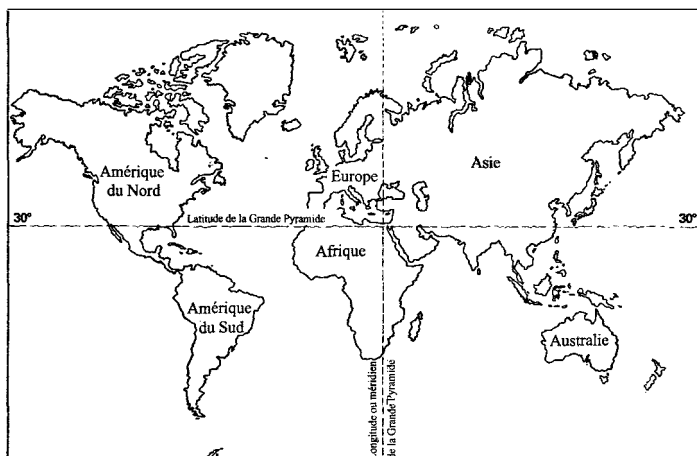 Amérique
du Nord
Europe
Asie
30°
Latitude de la Grande Pyramide
30°
Afrique
Amérique
du Sud
Australie
Longitude ou méridien
de la Grande Pyramide